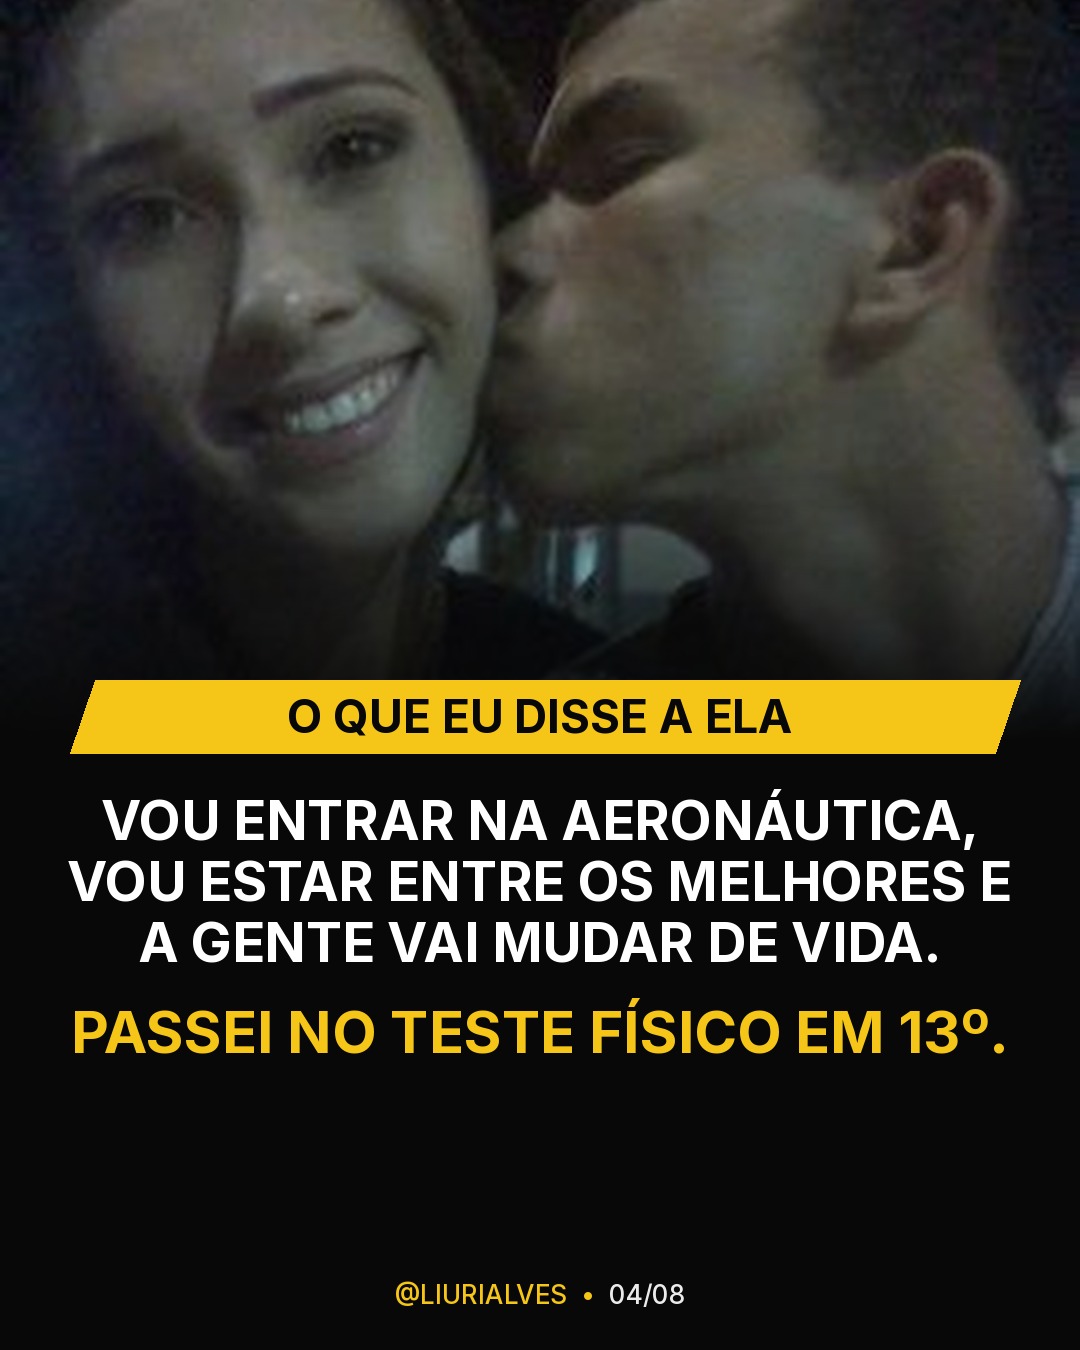 O QUE EU DISSE A ELA
VOU ENTRAR NA AERONÁUTICA,
VOU ESTAR ENTRE OS MELHORES E
A GENTE VAI MUDAR DE VIDA.
PASSEI NO TESTE FÍSICO EM 13º.
@LIURIALVES • 04/08